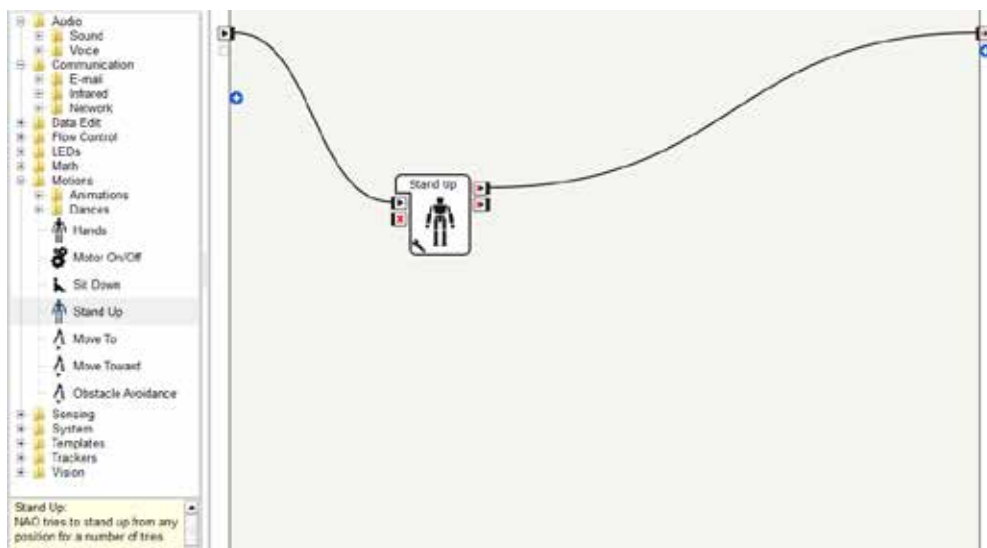 Audio
Sound
Voice
Communication
E-mail
Infrared
Network
Data Edit
Flow Control
LEDs
Math
Motions
Animations
Dances
Hands
Motor On/Off
Sit Down
Stand Up
Move To
Move Toward
Obstacle Avoidance
Sensing
System
Templates
Trackers
Vision
Stand Up:
NAO tries to stand up from any
position for a number of tries
Stand Up